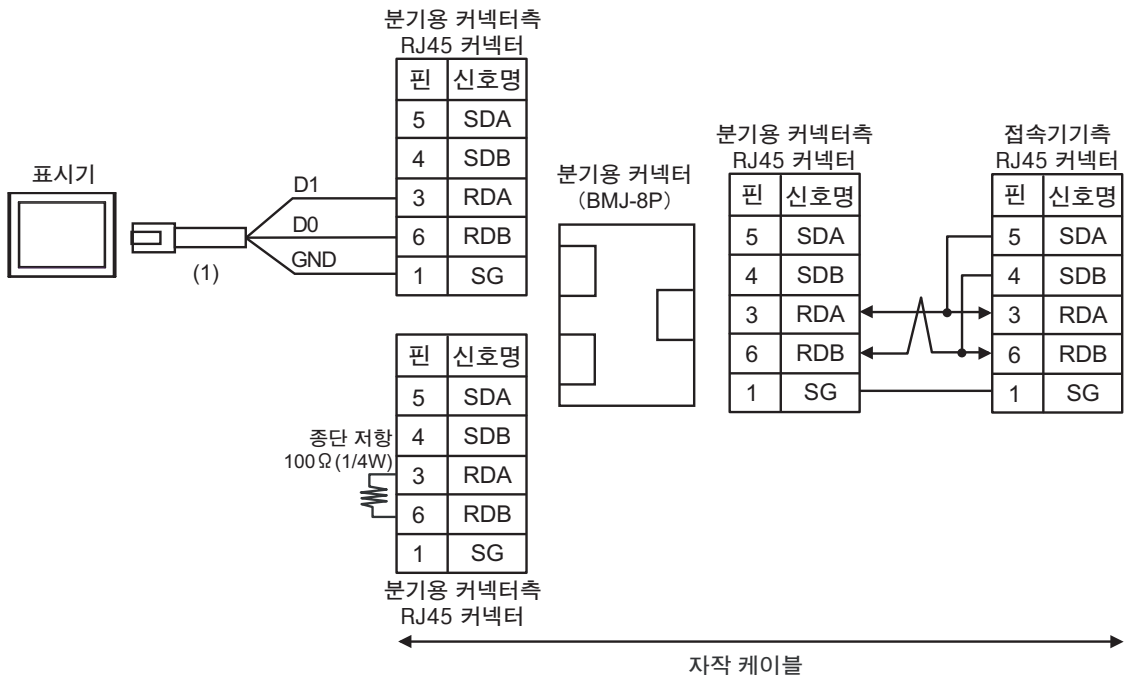 분기용 커넥터측
RJ45 커넥터
핀 신호명
5 SDA
4 SDB
3 RDA
6 RDB
1 SG
표시기
(1)
D1
D0
GND
핀 신호명
5 SDA
4 SDB
3 RDA
6 RDB
1 SG
종단 저항
100Ω(1/4W)
분기용 커넥터측
RJ45 커넥터
분기용 커넥터
(BMJ-8P)
분기용 커넥터측
RJ45 커넥터
핀 신호명
5 SDA
4 SDB
3 RDA
6 RDB
1 SG
접속기기측
RJ45 커넥터
핀 신호명
5 SDA
4 SDB
3 RDA
6 RDB
1 SG
자작 케이블